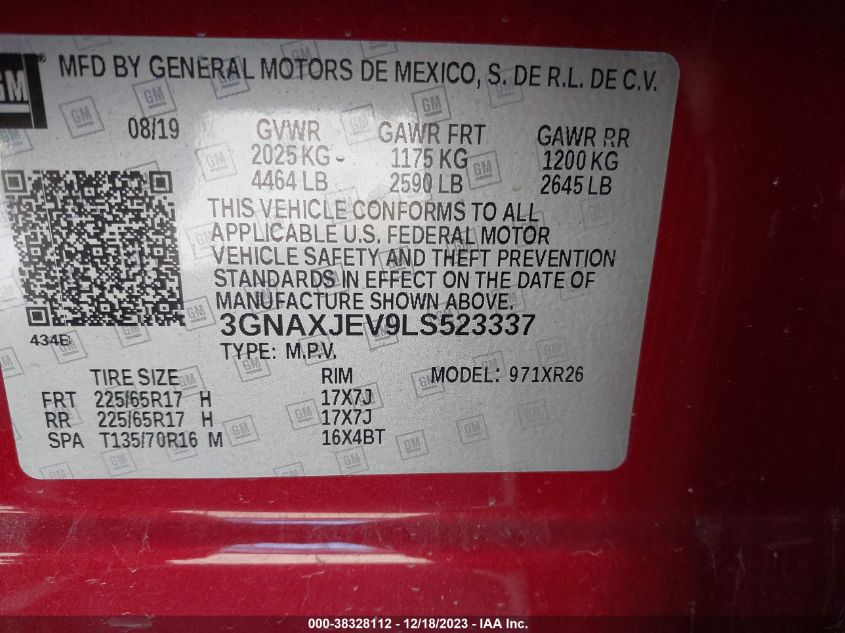 GM
MFD BY GENERAL MOTORS DE MEXICO, S. DE R.L. DE C.V.
08/19 GVWR GAWR FRT GAWR RR
2025 KG 1175 KG 1200 KG
4464 LB 2590 LB 2645 LB
THIS VEHICLE CONFORMS TO ALL
APPLICABLE U.S. FEDERAL MOTOR
VEHICLE SAFETY AND THEFT PREVENTION
STANDARDS IN EFFECT ON THE DATE OF
MANUFACTURE SHOWN ABOVE.
434B
3GNAXJEV9LS523337
TYPE: M.P.V.
TIRE SIZE RIM MODEL: 971XR26
FRT 225/65R17 H 17X7J
RR 225/65R17 H 17X7J
SPA T135/70R16 M 16X4BT
000-38328112 - 12/18/2023 - IAA Inc.